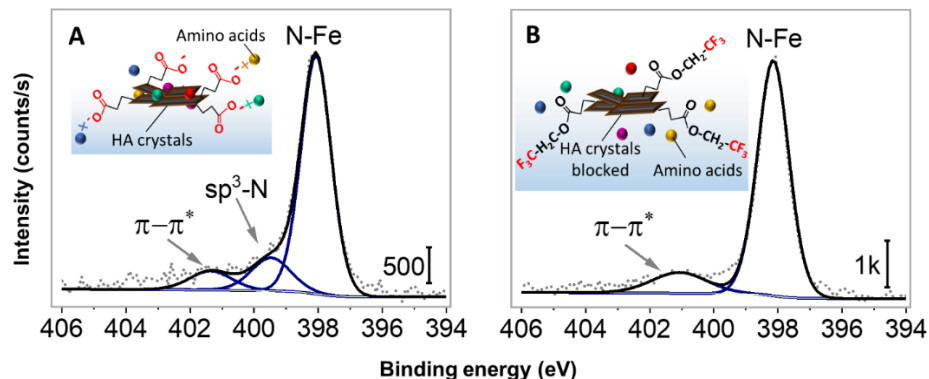 A
Amino acids
N-Fe
O
O
-
O
O
-
O
O
-
O
O
-
+
+
+
HA crystals
sp³-N
π–π*
500
406 404 402 400 398 396 394
B
N-Fe
O
O-CH₂-CF₃
O
O-CH₂-CF₃
O
F₃C-H₂C-O
HA crystals
blocked
Amino acids
π–π*
1k
406 404 402 400 398 396 394
Intensity (counts/s)
Binding energy (eV)